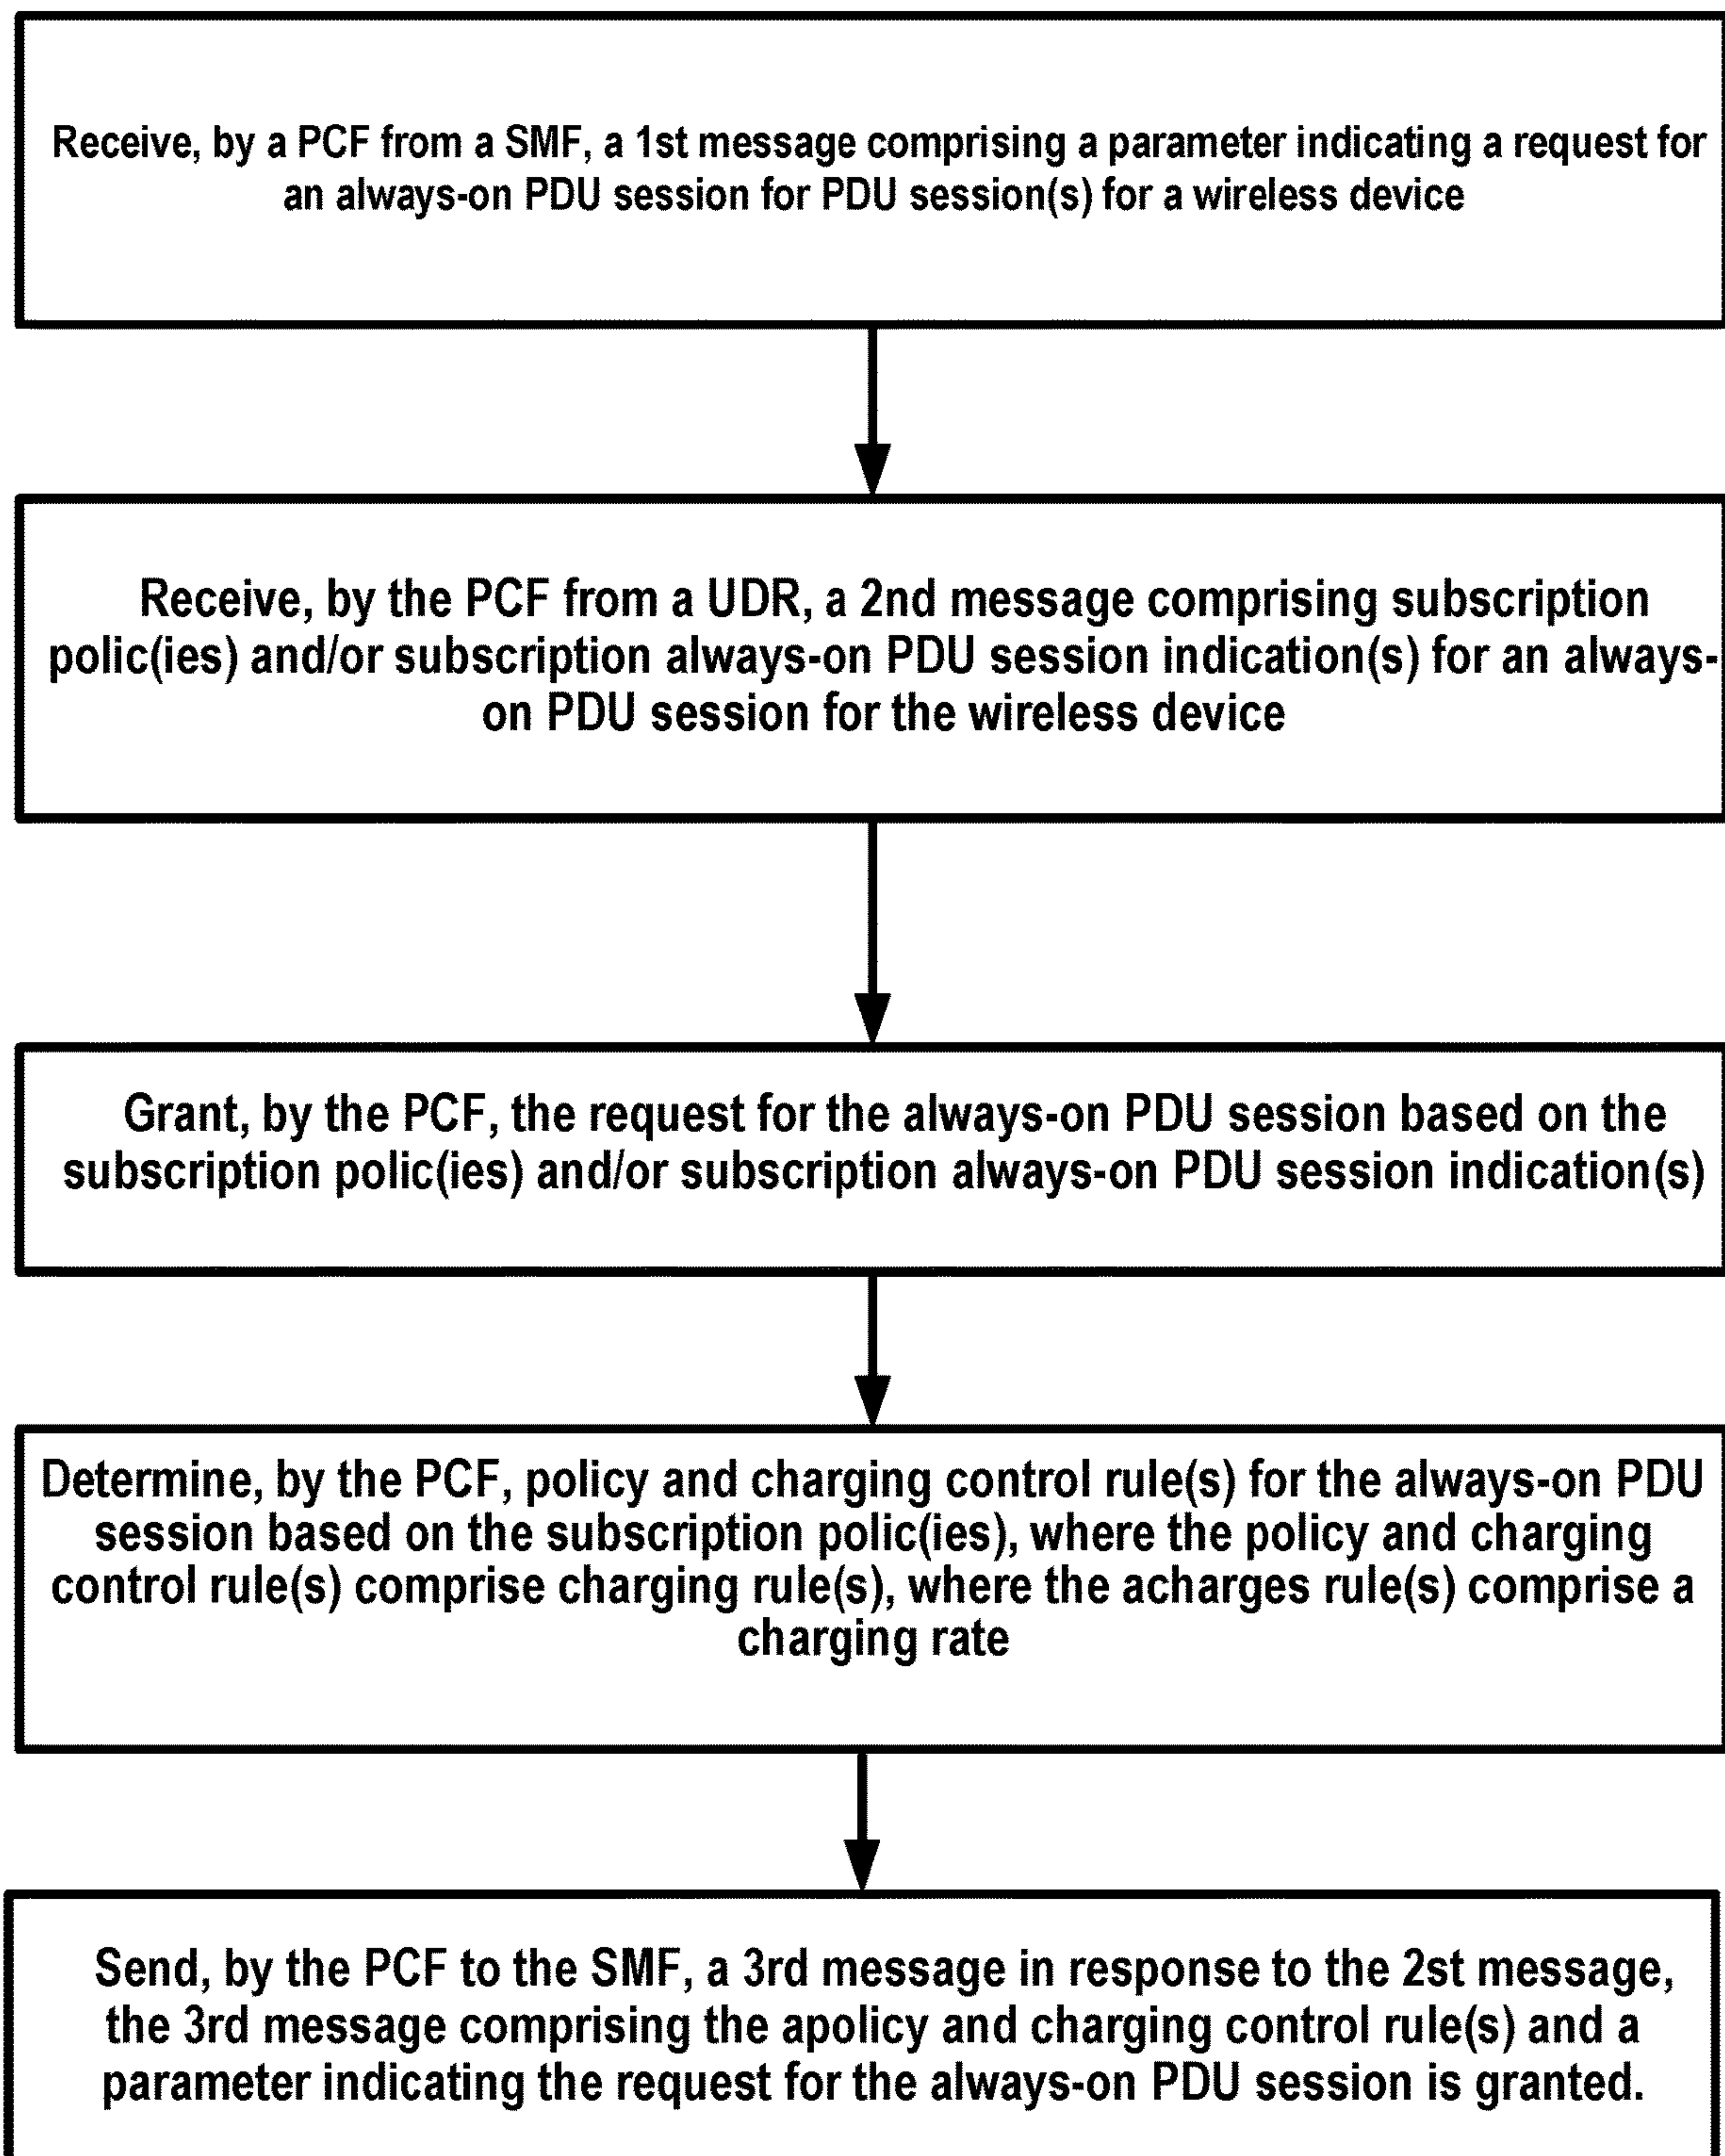 Receive, by a PCF from a SMF, a 1st message comprising a parameter indicating a request for
an always-on PDU session for PDU session(s) for a wireless device
Receive, by the PCF from a UDR, a 2nd message comprising subscription
polic(ies) and/or subscription always-on PDU session indication(s) for an always-
on PDU session for the wireless device
Grant, by the PCF, the request for the always-on PDU session based on the
subscription polic(ies) and/or subscription always-on PDU session indication(s)
Determine, by the PCF, policy and charging control rule(s) for the always-on PDU
session based on the subscription polic(ies), where the policy and charging
control rule(s) comprise charging rule(s), where the acharges rule(s) comprise a
charging rate
Send, by the PCF to the SMF, a 3rd message in response to the 2st message,
the 3rd message comprising the apolicy and charging control rule(s) and a
parameter indicating the request for the always-on PDU session is granted.